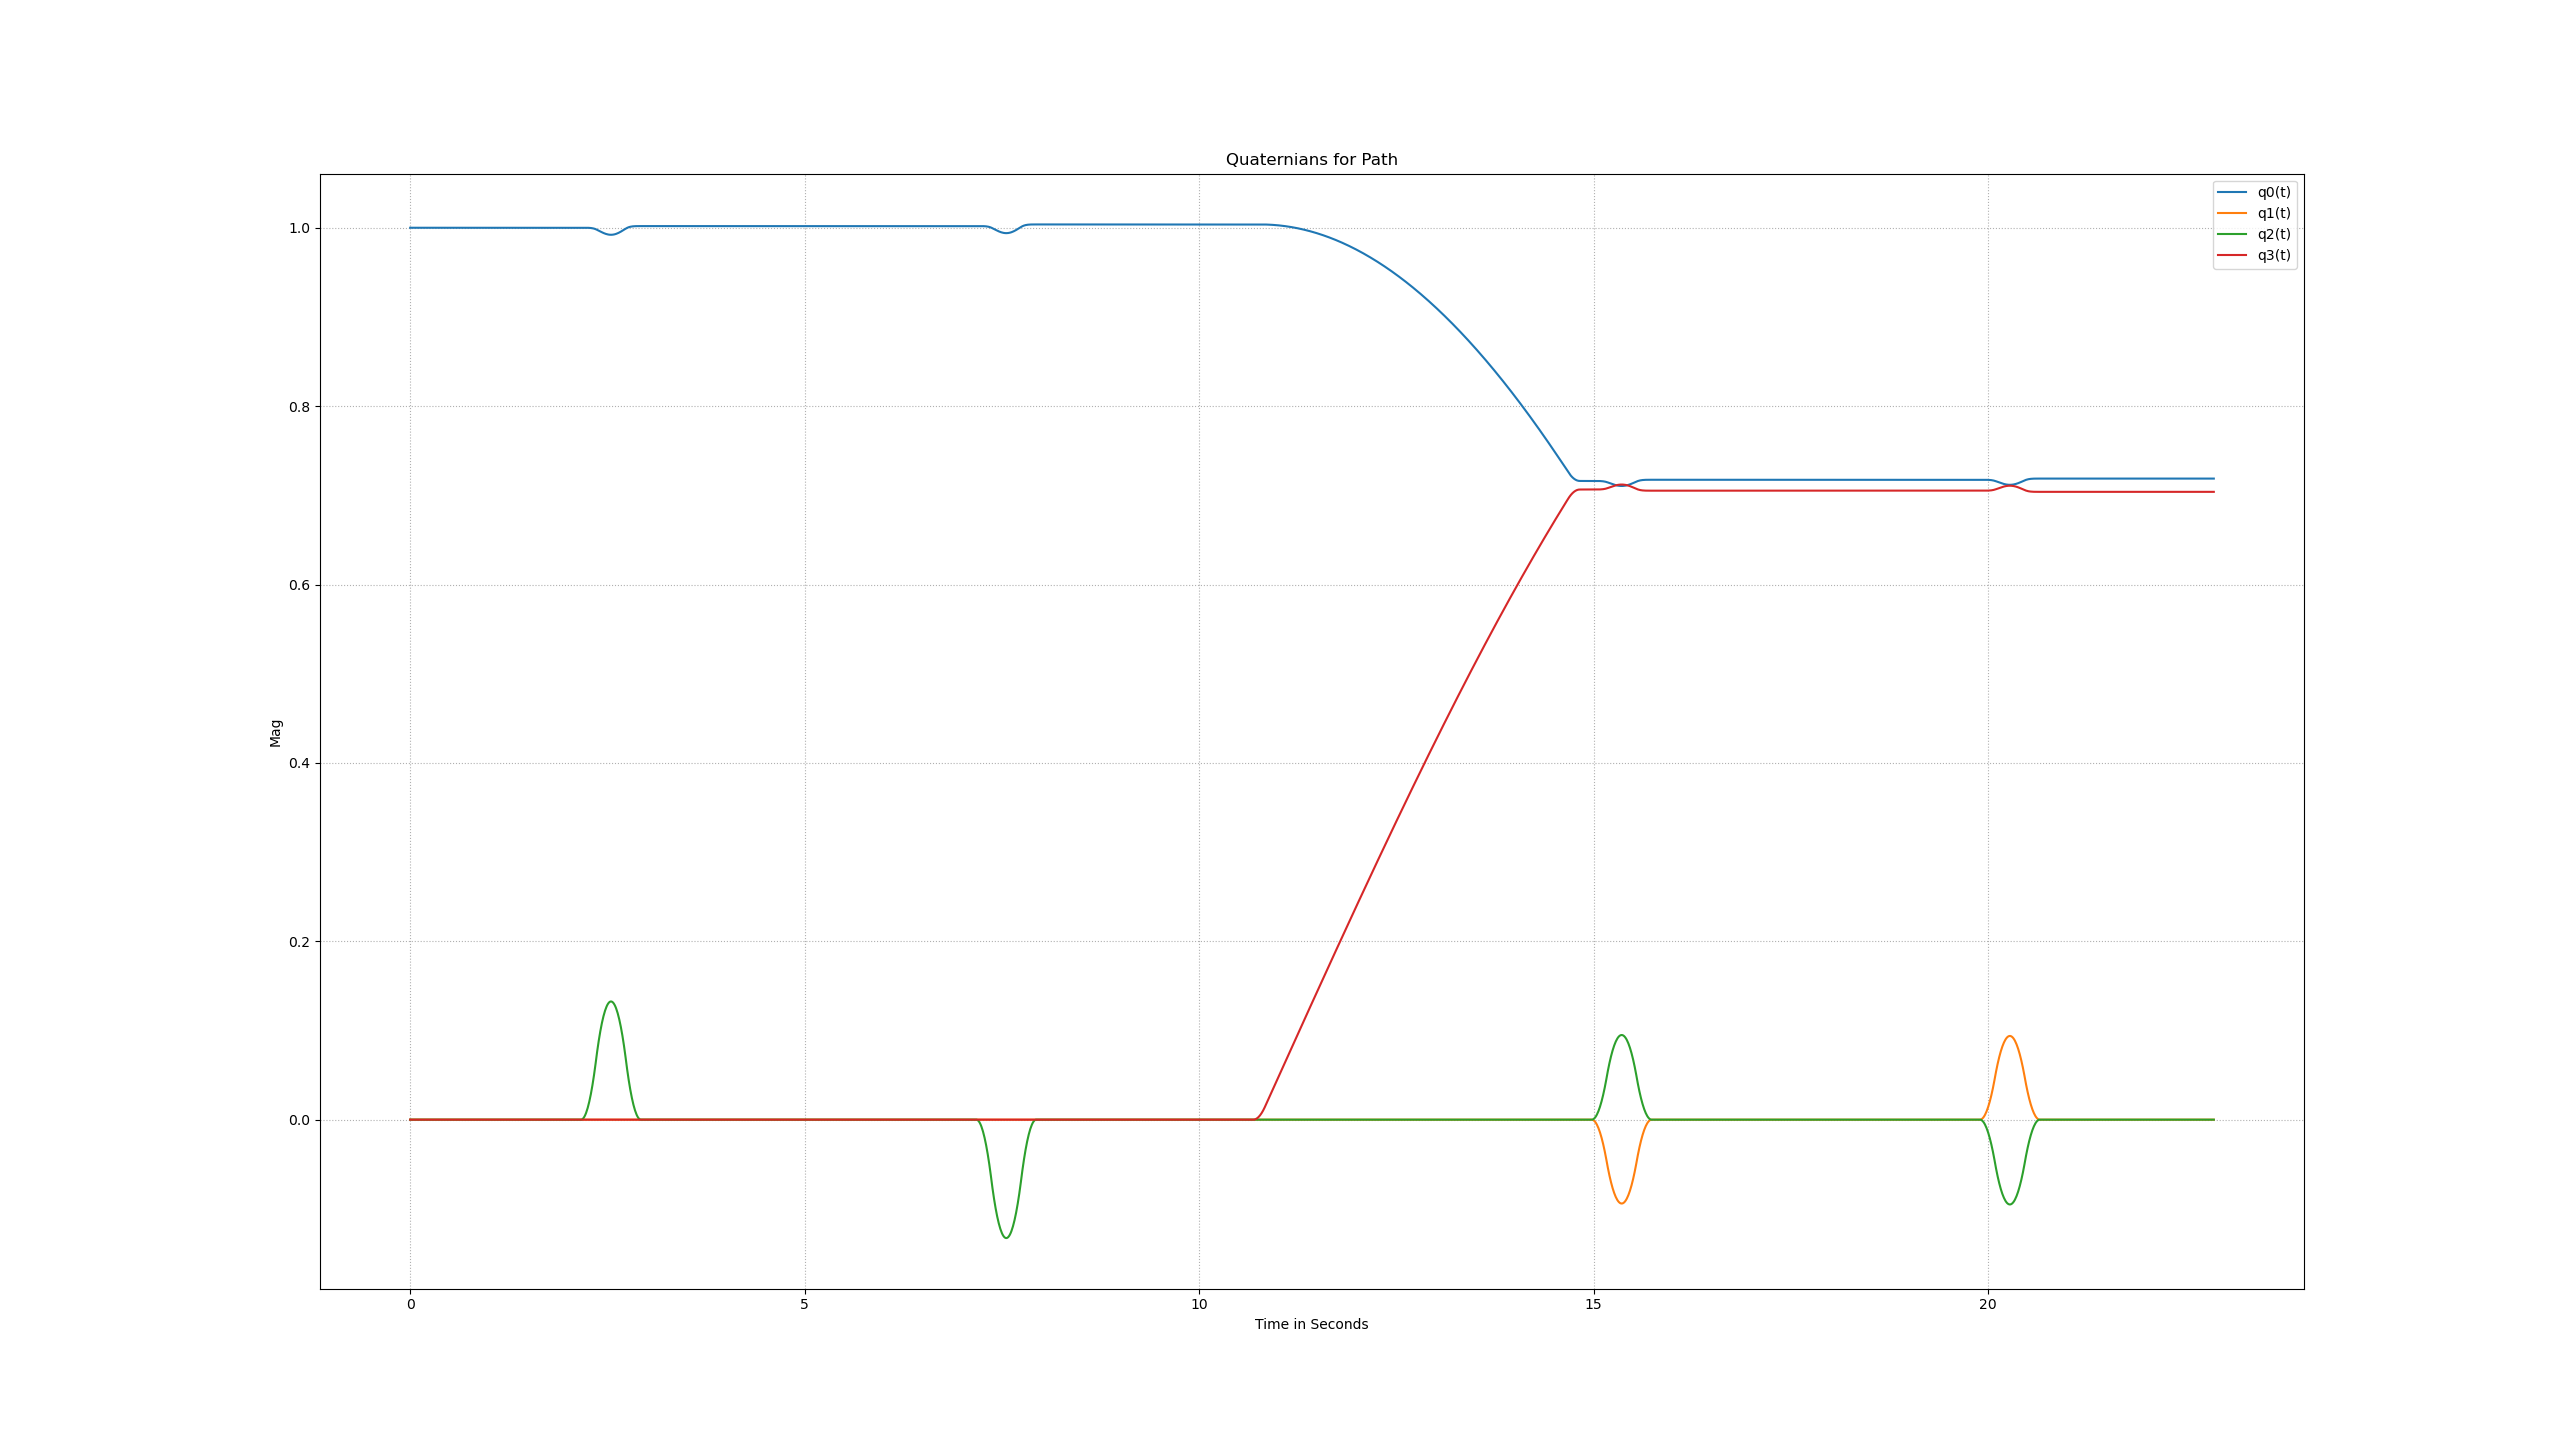 Quaternians for Path
q0(t)
q1(t)
q2(t)
q3(t)
1.0
0.8
0.6
0.4
0.2
0.0
Mag
0 5 10 15 20
Time in Seconds